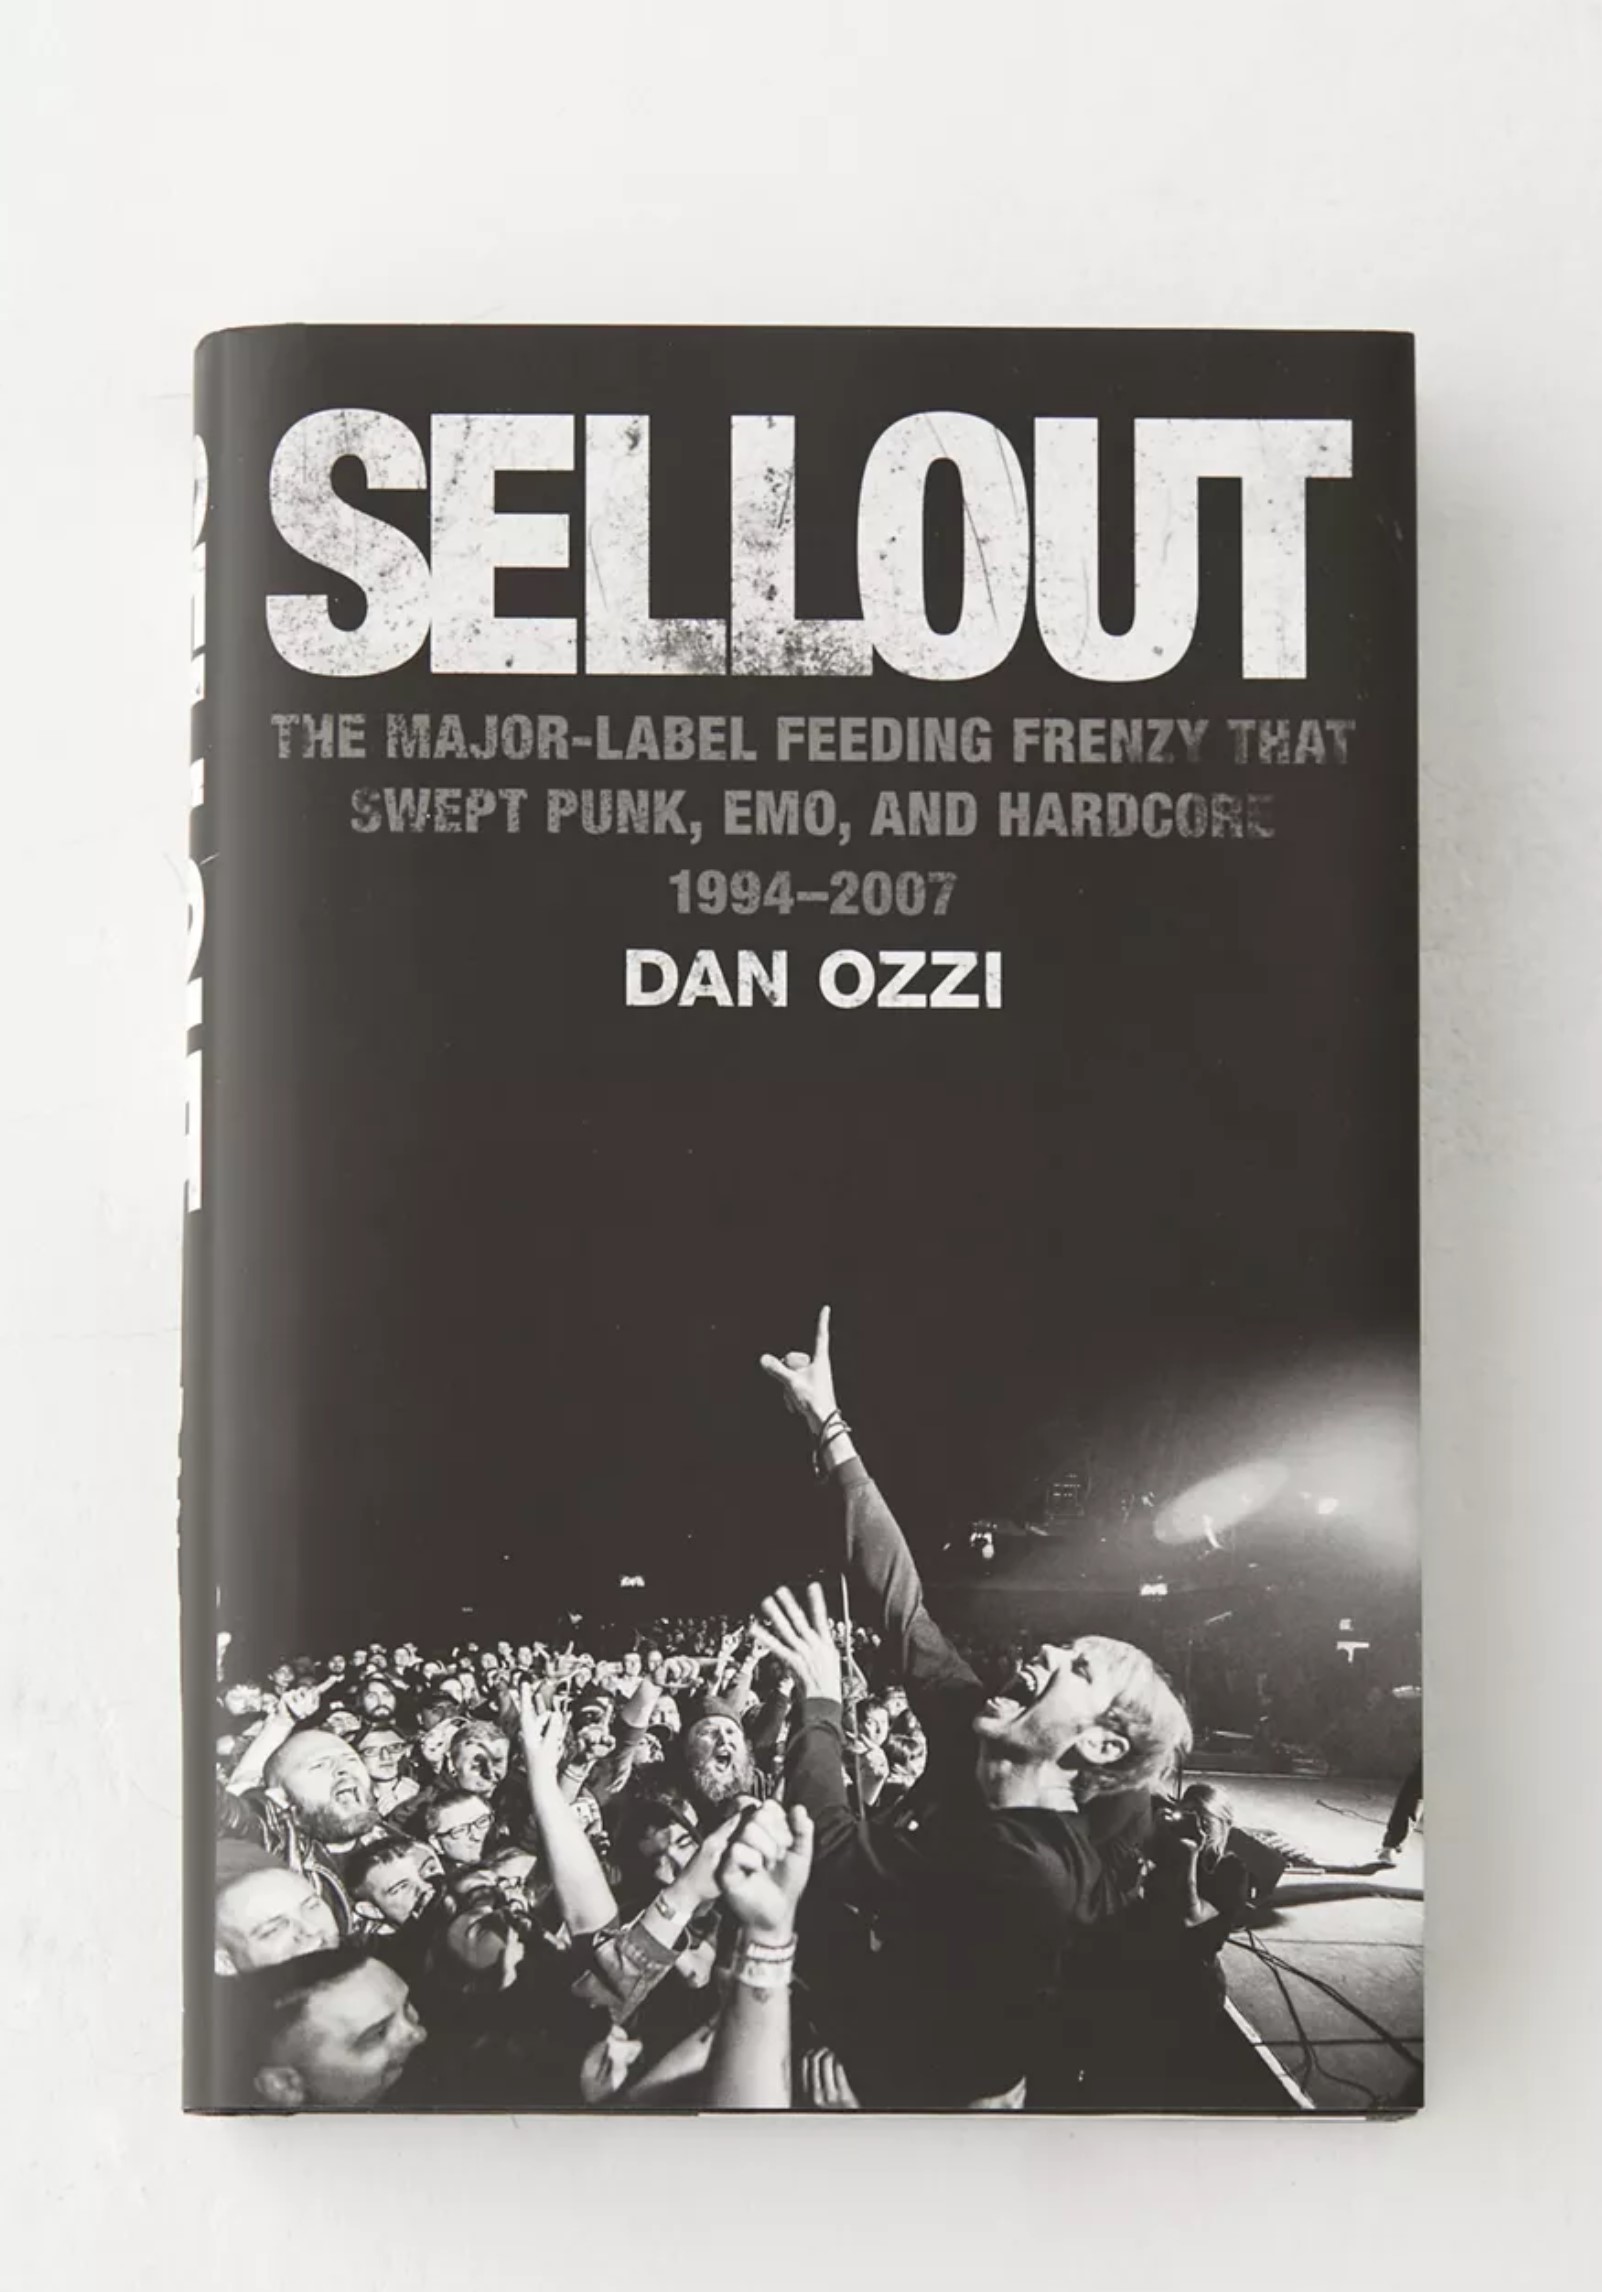 SELLOUT
THE MAJOR-LABEL FEEDING FRENZY THAT
SWEPT PUNK, EMO, AND HARDCORE
1994–2007
DAN OZZI